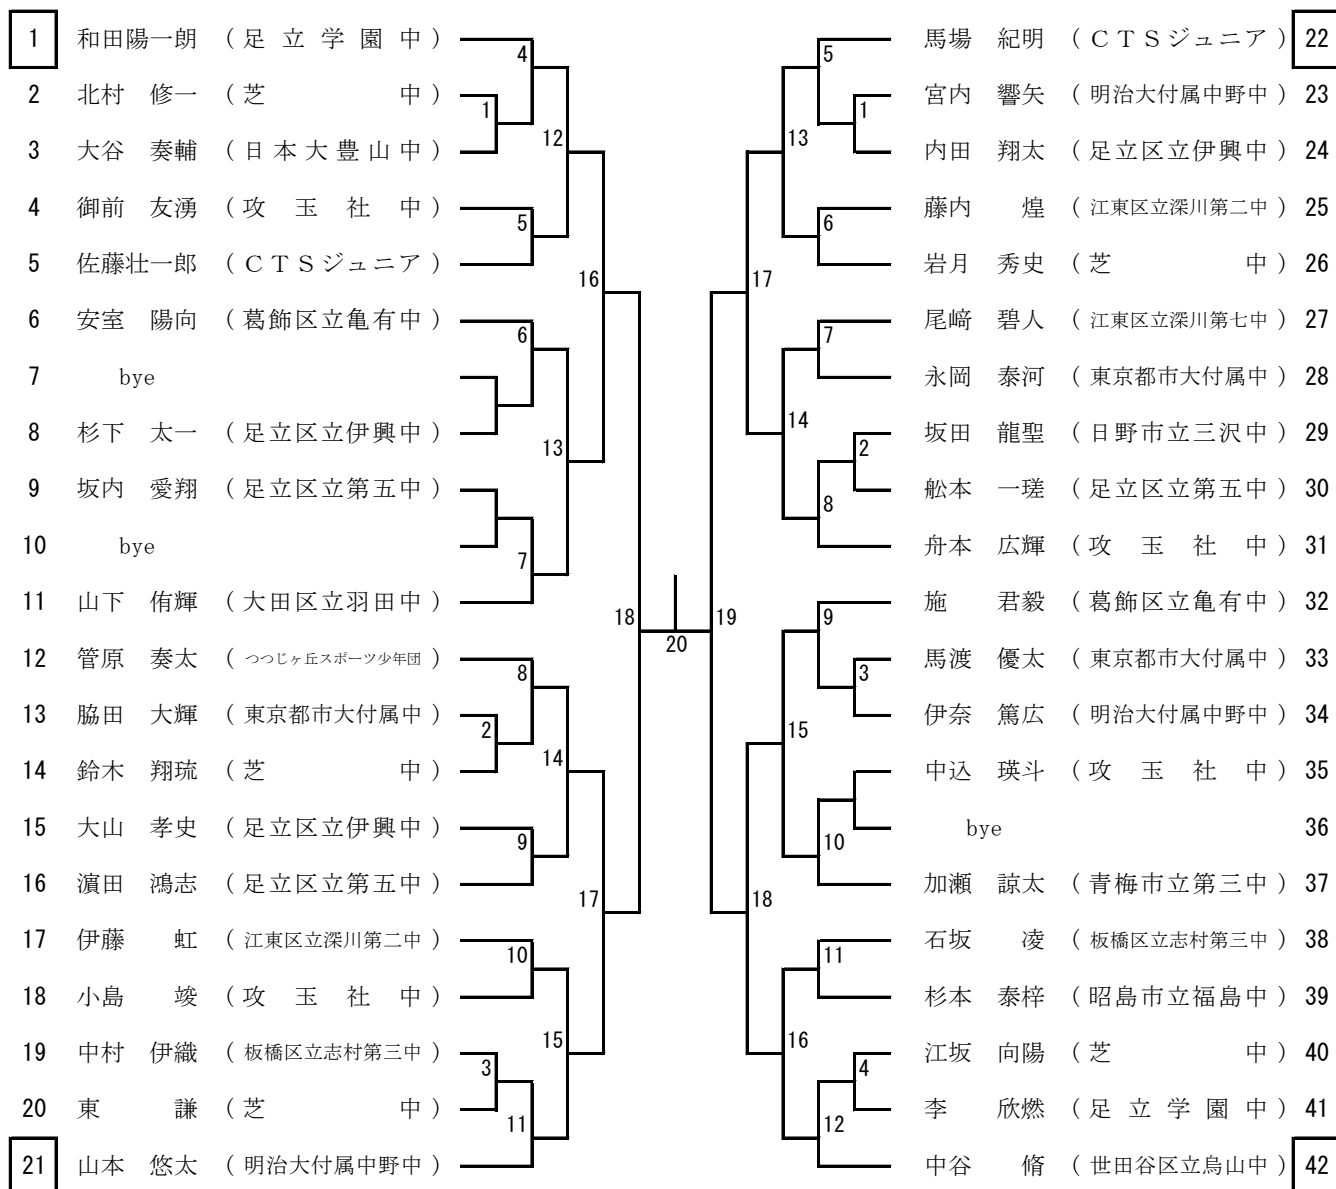 1 和田陽一朗 （足立学園中）
2 北村 修一 （芝 中）
3 大谷 奏輔 （日本大豊山中）
4 御前 友湧 （攻玉社中）
5 佐藤壮一郎 （CTSジュニア）
6 安室 陽向 （葛飾区立亀有中）
7 bye
8 杉下 太一 （足立区立伊興中）
9 坂内 愛翔 （足立区立第五中）
10 bye
11 山下 侑輝 （大田区立羽田中）
12 管原 奏太 （つつじヶ丘スポーツ少年団）
13 脇田 大輝 （東京都市大付属中）
14 鈴木 翔琉 （芝 中）
15 大山 孝史 （足立区立伊興中）
16 濵田 鴻志 （足立区立第五中）
17 伊藤 虹 （江東区立深川第二中）
18 小島 竣 （攻玉社中）
19 中村 伊織 （板橋区立志村第三中）
20 東 謙 （芝 中）
21 山本 悠太 （明治大付属中野中）
4
1
12
5
16
6
13
7
18
8
2
14
9
17
10
15
3
11
20
5
1
13
6
17
7
14
2
8
19
9
3
15
10
18
11
16
4
12
馬場 紀明 （CTSジュニア） 22
宮内 響矢 （明治大付属中野中） 23
内田 翔太 （足立区立伊興中） 24
藤内 煌 （江東区立深川第二中） 25
岩月 秀史 （芝 中） 26
尾﨑 碧人 （江東区立深川第七中） 27
永岡 泰河 （東京都市大付属中） 28
坂田 龍聖 （日野市立三沢中） 29
舩本 一瑳 （足立区立第五中） 30
舟本 広輝 （攻玉社中） 31
施 君毅 （葛飾区立亀有中） 32
馬渡 優太 （東京都市大付属中） 33
伊奈 篤広 （明治大付属中野中） 34
中込 瑛斗 （攻玉社中） 35
bye 36
加瀬 諒太 （青梅市立第三中） 37
石坂 凌 （板橋区立志村第三中） 38
杉本 泰梓 （昭島市立福島中） 39
江坂 向陽 （芝 中） 40
李 欣燃 （足立学園中） 41
中谷 脩 （世田谷区立烏山中） 42